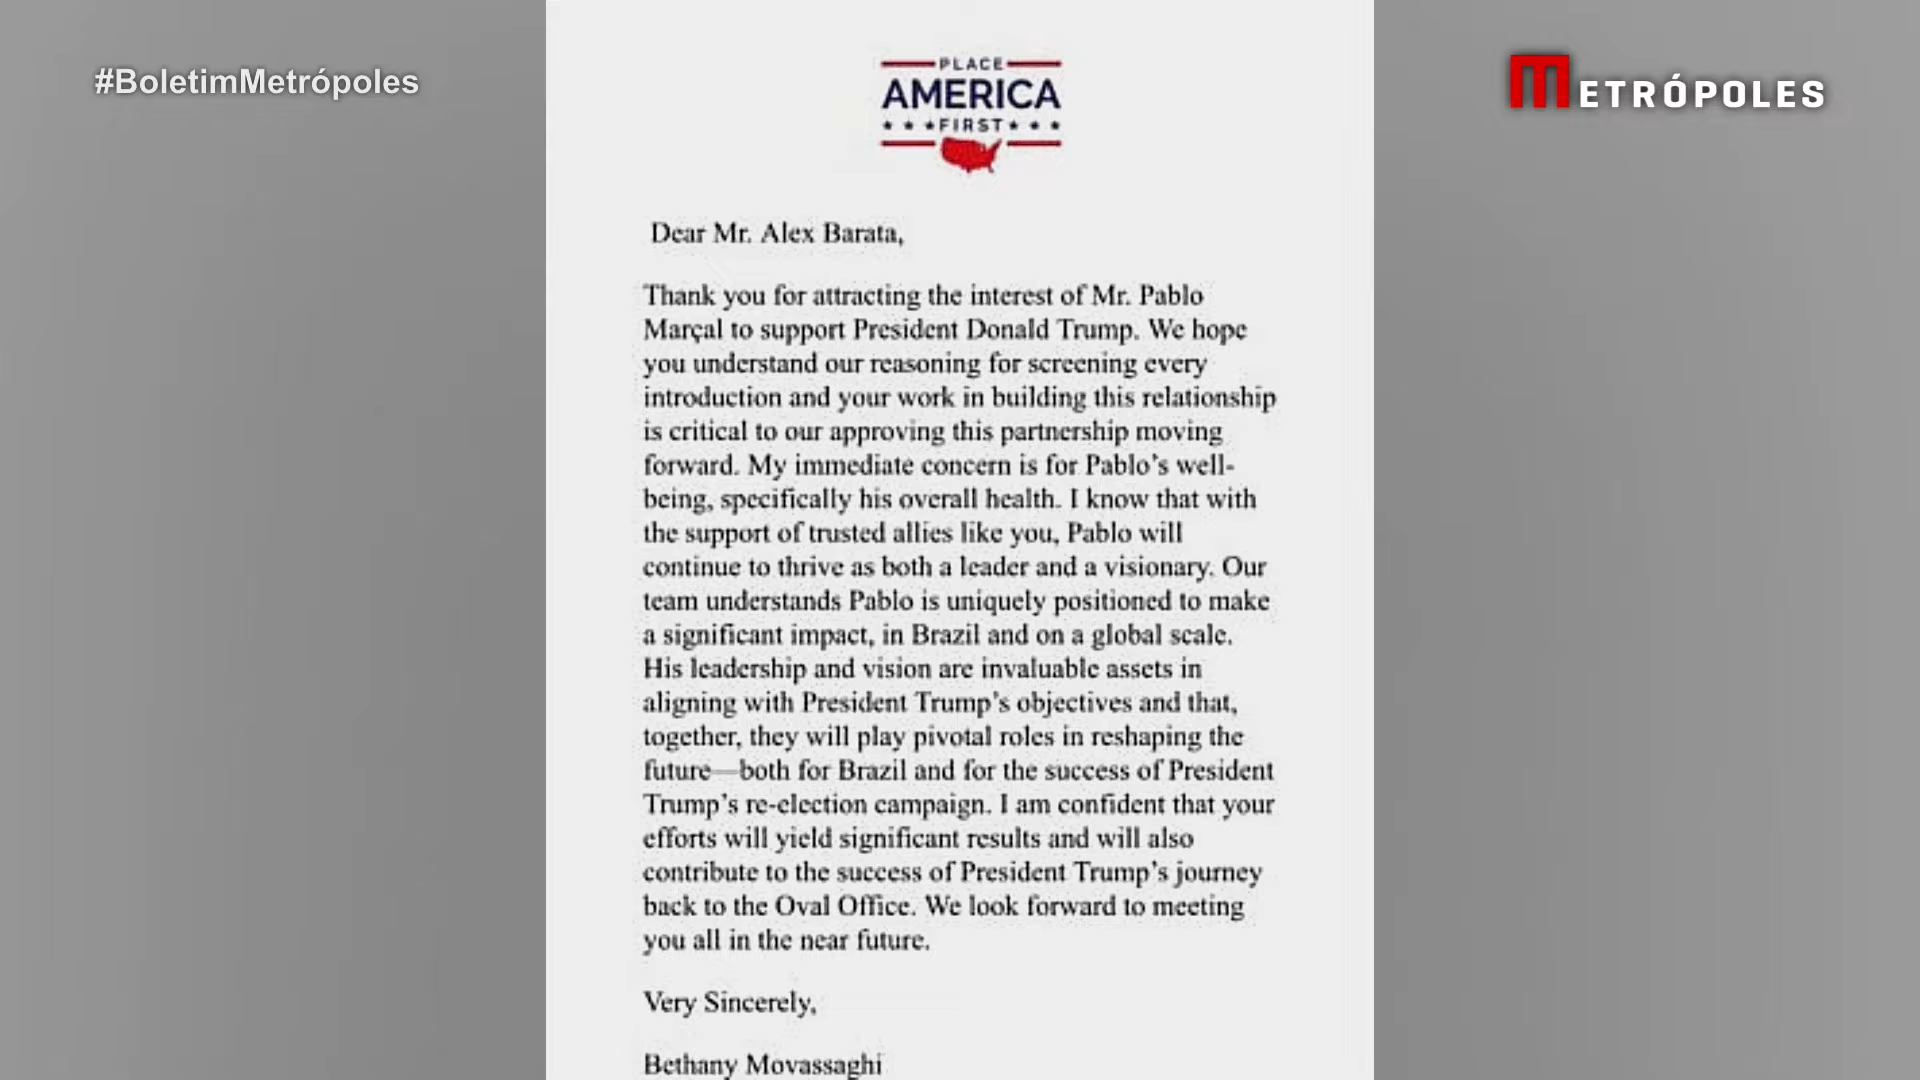 #BoletimMetrópoles
METRÓPOLES
PLACE
AMERICA
FIRST
Dear Mr. Alex Barata,
Thank you for attracting the interest of Mr. Pablo
Marçal to support President Donald Trump. We hope
you understand our reasoning for screening every
introduction and your work in building this relationship
is critical to our approving this partnership moving
forward. My immediate concern is for Pablo’s well-
being, specifically his overall health. I know that with
the support of trusted allies like you, Pablo will
continue to thrive as both a leader and a visionary. Our
team understands Pablo is uniquely positioned to make
a significant impact, in Brazil and on a global scale.
His leadership and vision are invaluable assets in
aligning with President Trump’s objectives and that,
together, they will play pivotal roles in reshaping the
future—both for Brazil and for the success of President
Trump’s re-election campaign. I am confident that your
efforts will yield significant results and will also
contribute to the success of President Trump’s journey
back to the Oval Office. We look forward to meeting
you all in the near future.
Very Sincerely,
Bethany Movassaghi